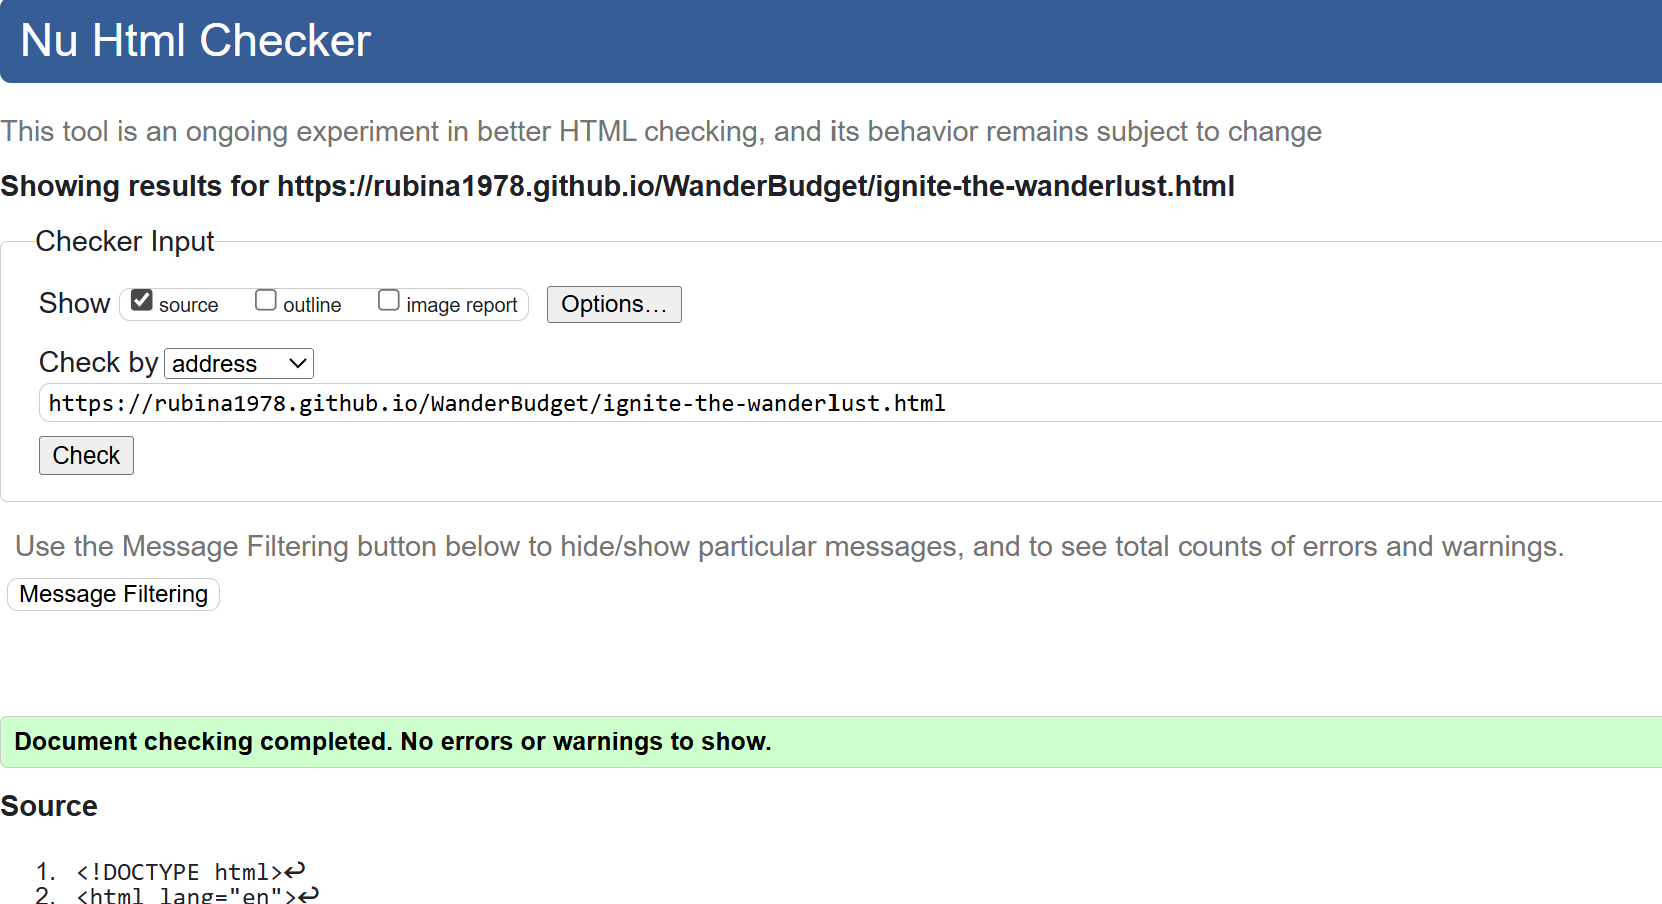 Nu Html Checker
This tool is an ongoing experiment in better HTML checking, and its behavior remains subject to change
Showing results for https://rubina1978.github.io/WanderBudget/ignite-the-wanderlust.html
Checker Input
Show source outline image report Options...
Check by address
https://rubina1978.github.io/WanderBudget/ignite-the-wanderlust.html
Check
Use the Message Filtering button below to hide/show particular messages, and to see total counts of errors and warnings.
Message Filtering
Document checking completed. No errors or warnings to show.
Source
1. <!DOCTYPE html>↩
2. <html lang="en">↩